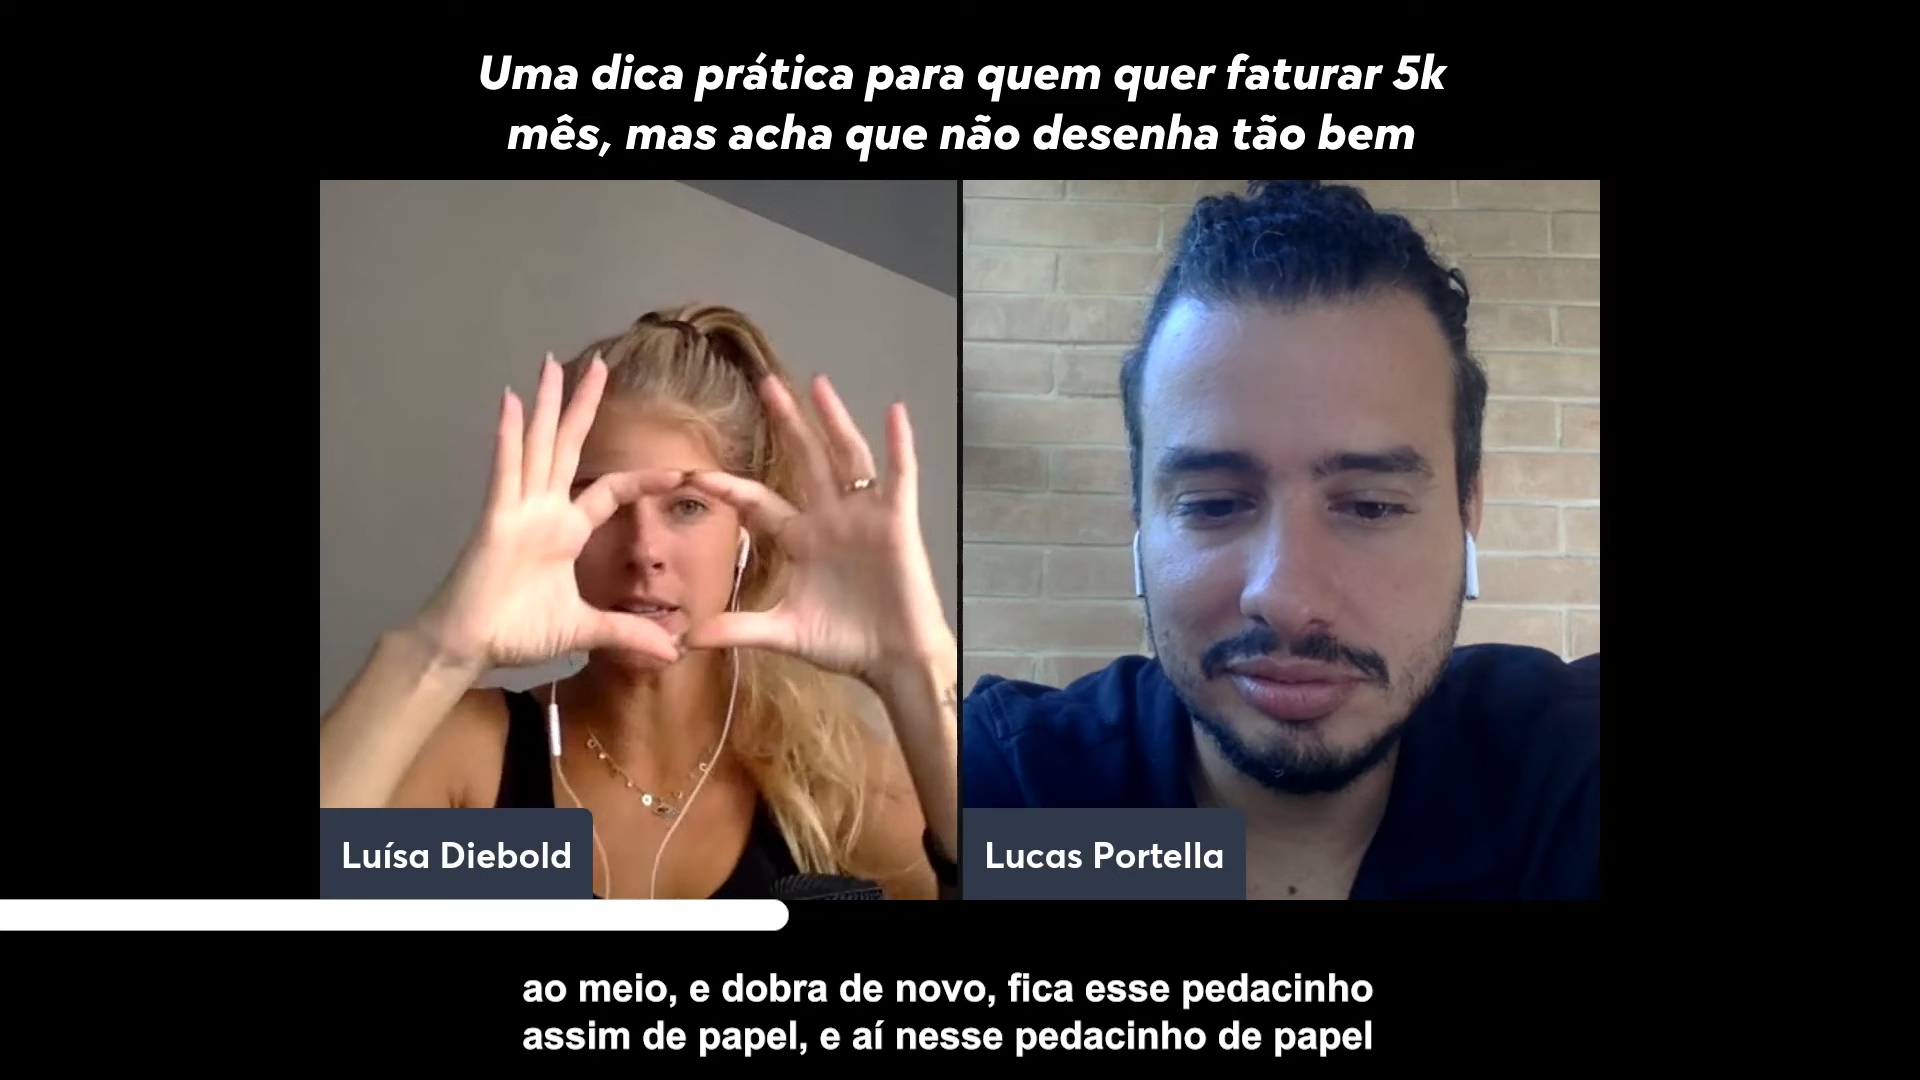 Uma dica prática para quem quer faturar 5k
mês, mas acha que não desenha tão bem
Luísa Diebold
Lucas Portella
ao meio, e dobra de novo, fica esse pedacinho
assim de papel, e aí nesse pedacinho de papel